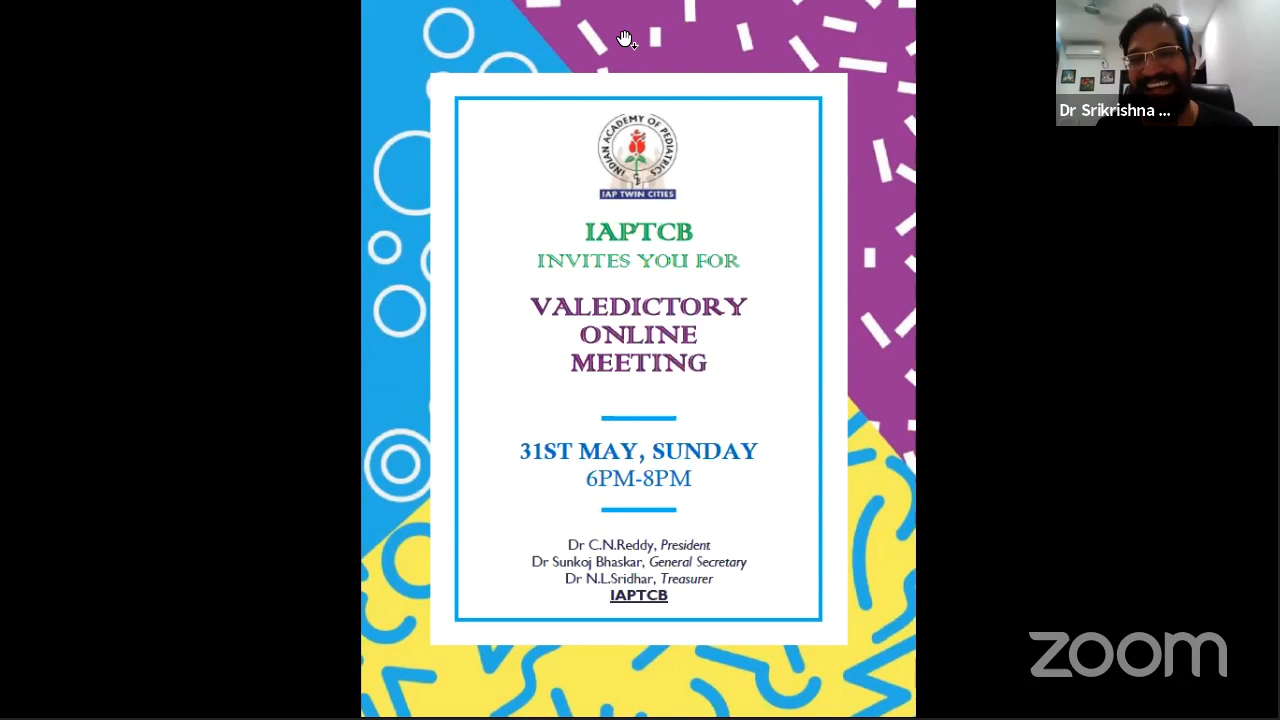 INDIAN ACADEMY OF PEDIATRICS
IAP TWIN CITIES
IAPTCB
INVITES YOU FOR
VALEDICTORY
ONLINE
MEETING
31ST MAY, SUNDAY
6PM-8PM
Dr C.N.Reddy, President
Dr Sunkoj Bhaskar, General Secretary
Dr N.L.Sridhar, Treasurer
IAPTCB
Dr Srikrishna ...
zoom